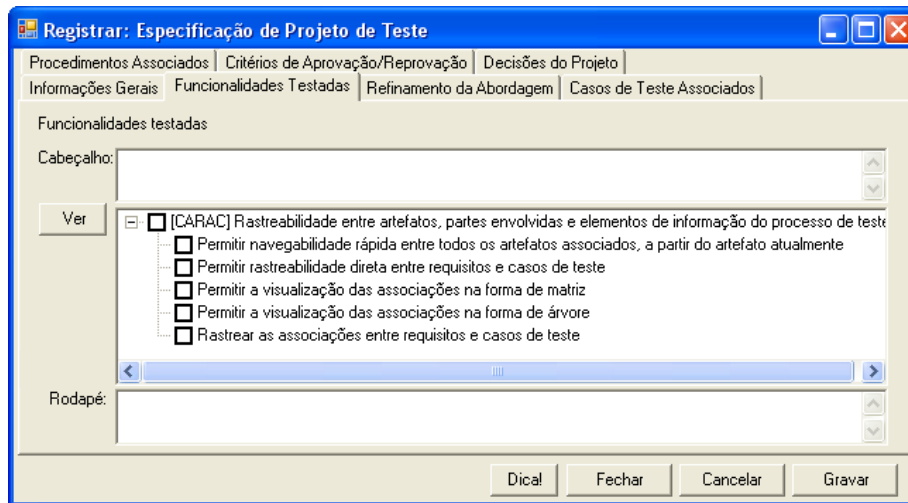 Registrar: Especificação de Projeto de Teste
Procedimentos Associados Critérios de Aprovação/Reprovação Decisões do Projeto
Informações Gerais Funcionalidades Testadas Refinamento da Abordagem Casos de Teste Associados
Funcionalidades testadas
Cabeçalho:
Ver
[CARAC] Rastreabilidade entre artefatos, partes envolvidas e elementos de informação do processo de teste
Permitir navegabilidade rápida entre todos os artefatos associados, a partir do artefato atualmente
Permitir rastreabilidade direta entre requisitos e casos de teste
Permitir a visualização das associações na forma de matriz
Permitir a visualização das associações na forma de árvore
Rastrear as associações entre requisitos e casos de teste
Rodapé:
Dica! Fechar Cancelar Gravar